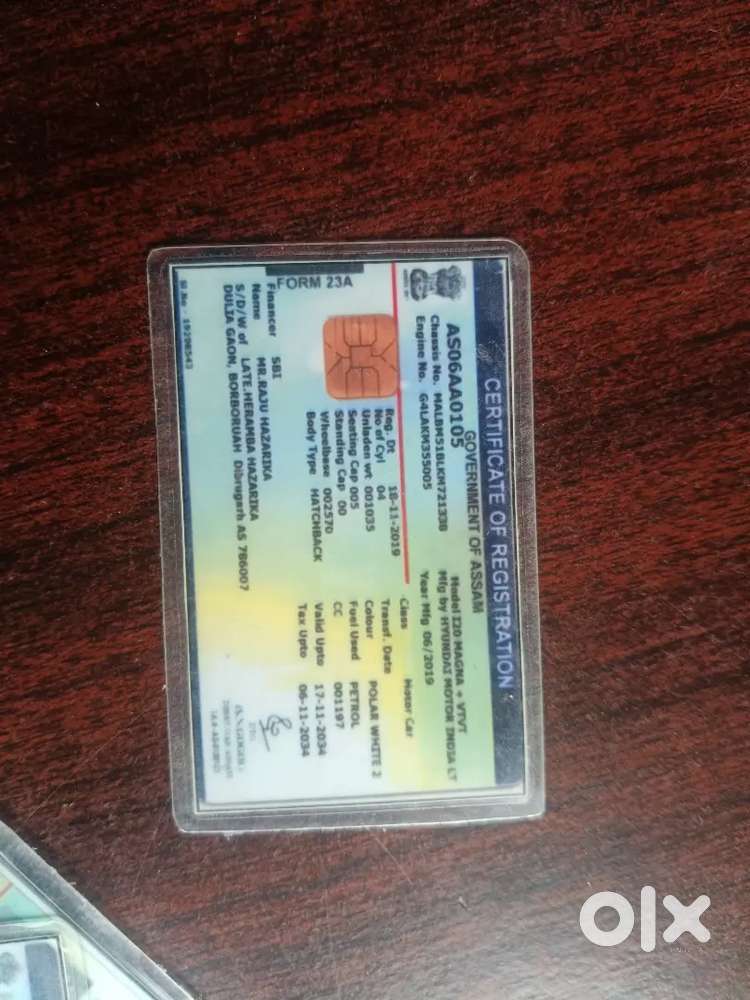 CERTIFICATE OF REGISTRATION
GOVERNMENT OF ASSAM
AS06AA0105
Model I20 MAGNA + VTVT
Chassis No. MALBM51BLKM721333B
Mfg by HYUNDAI MOTOR INDIA LT
Engine No. G4LAKM355005
Year Mfg 06/2019
FORM 23A
Class Motor Car
Reg. Dt 18-11-2019
Transf. Date
No of Cyl 04
Colour POLAR WHITE 2
Unladen wt 001035
Fuel Used PETROL
Seating Cap 005
CC 001197
Standing Cap 00
Wheelbase 002570
Valid Upto 17-11-2034
Body Type HATCHBACK
Tax Upto 06-11-2034
Financer SBI
Name MR.RAJU HAZARIKA
S/D/W of LATE.HERAMBA HAZARIKA
DULIA GAON, BORBORUAH Dibrugarh AS 786007
Sl.No - 19208543
olx